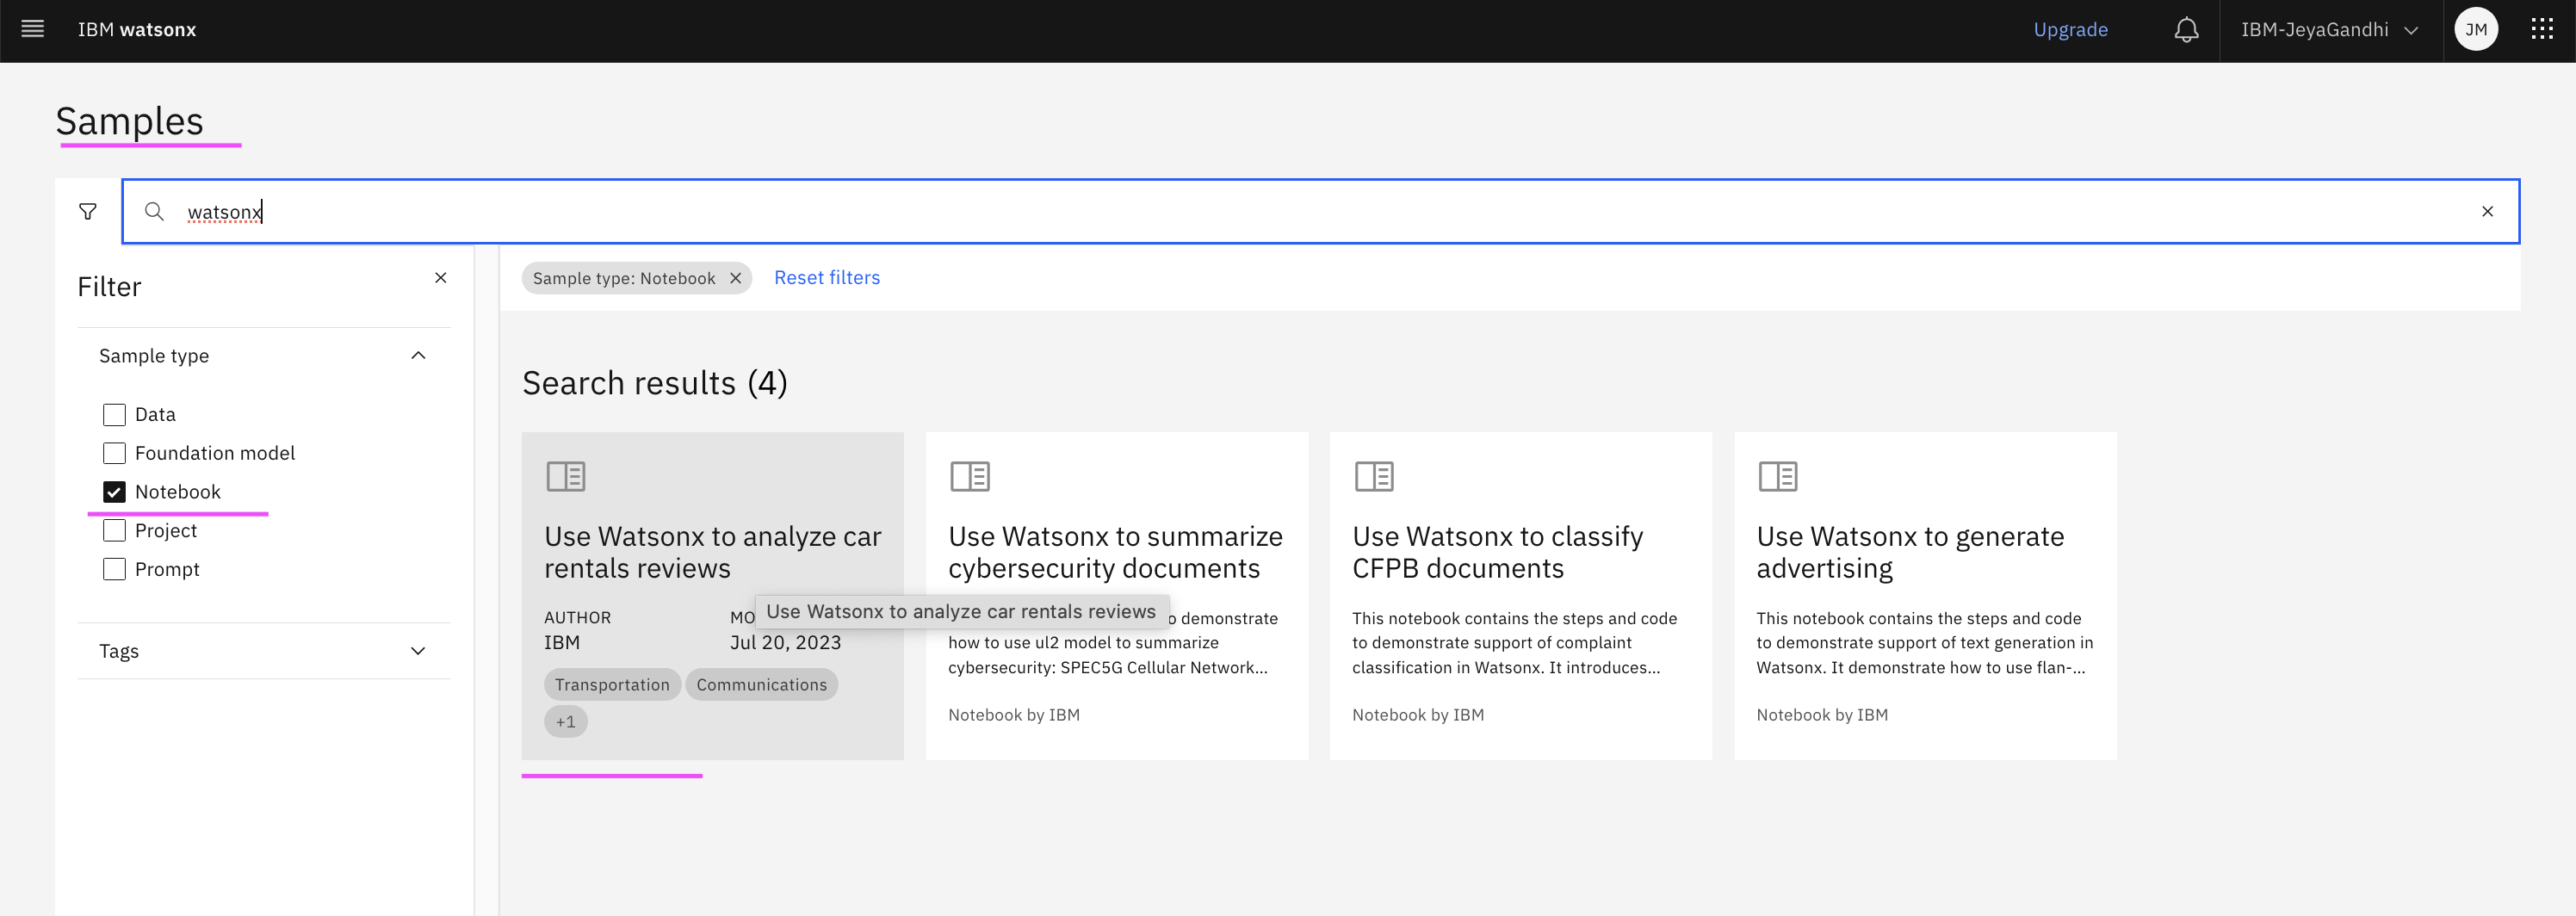 IBM watsonx
Upgrade
IBM-JeyaGandhi
JM
Samples
watsonx
Filter
Sample type: Notebook
Reset filters
Sample type
Data
Foundation model
Notebook
Project
Prompt
Tags
Search results (4)
Use Watsonx to analyze car
rentals reviews
AUTHOR
IBM
MO
Jul 20, 2023
Transportation
Communications
+1
Use Watsonx to analyze car rentals reviews
Use Watsonx to summarize
cybersecurity documents
o demonstrate
how to use ul2 model to summarize
cybersecurity: SPEC5G Cellular Network...
Notebook by IBM
Use Watsonx to classify
CFPB documents
This notebook contains the steps and code
to demonstrate support of complaint
classification in Watsonx. It introduces...
Notebook by IBM
Use Watsonx to generate
advertising
This notebook contains the steps and code
to demonstrate support of text generation in
Watsonx. It demonstrate how to use flan-...
Notebook by IBM